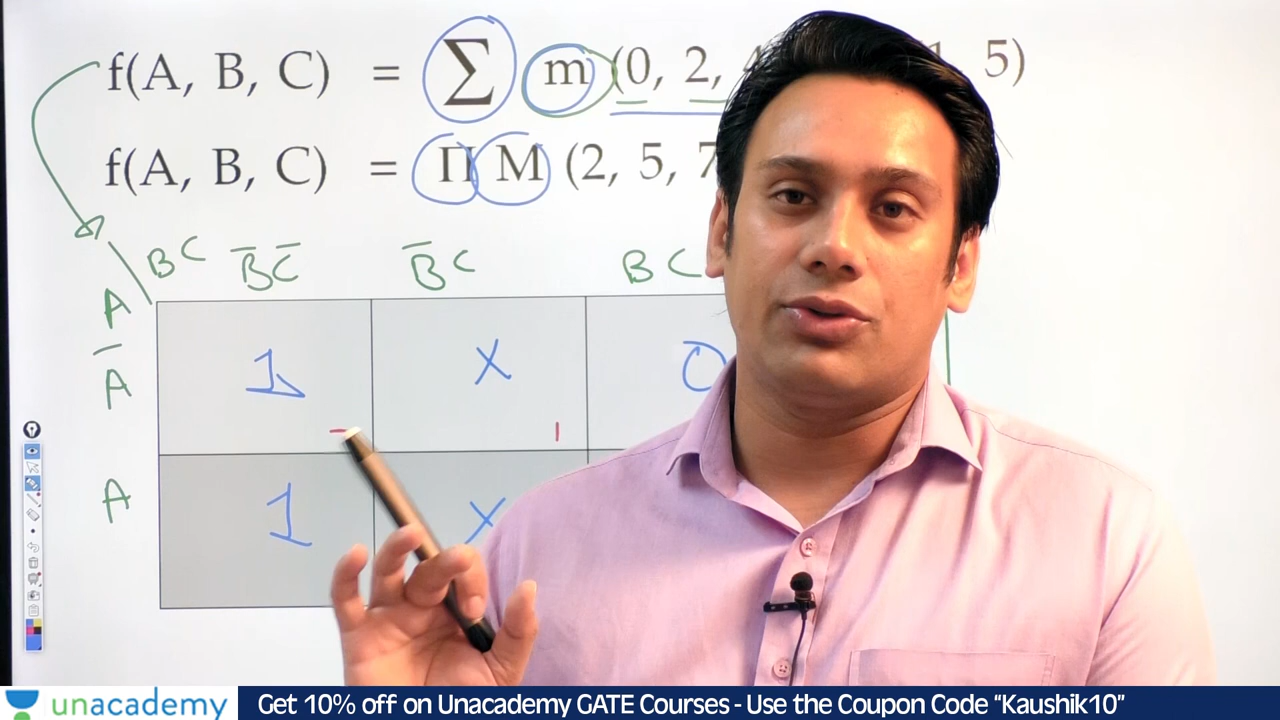 f(A, B, C) = ∑ m (0, 2, 5)
f(A, B, C) = Π M (2, 5, 7
BC B̅C̅ B̅C BC
A
A̅ 1 X 0
A 1 X
unacademy Get 10% off on Unacademy GATE Courses - Use the Coupon Code "Kaushik10"